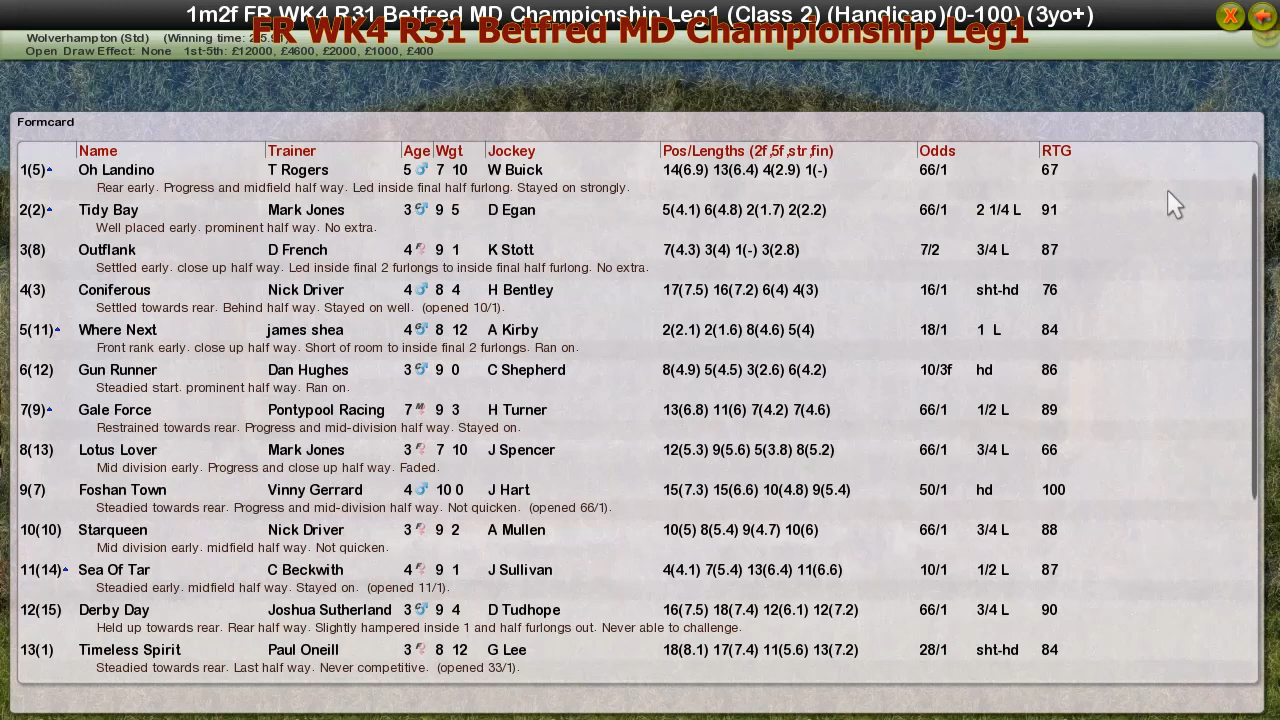 1m2f FR WK4 R31 Betfred MD Championship Leg1 (Class 2) (Handicap)(0-100) (3yo+)
FR WK4 R31 Betfred MD Championship Leg1
Wolverhampton (Std) (Winning time:
Open Draw Effect: None 1st-5th: £12000, £4600, £2000, £1000, £400
Formcard
Name Trainer Age Wgt Jockey Pos/Lengths (2f,5f,str,fin) Odds RTG
1(5) Oh Landino T Rogers 5 7 10 W Buick 14(6.9) 13(6.4) 4(2.9) 1(-) 66/1 67
Rear early. Progress and midfield half way. Led inside final half furlong. Stayed on strongly.
2(2) Tidy Bay Mark Jones 3 9 5 D Egan 5(4.1) 6(4.8) 2(1.7) 2(2.2) 66/1 2 1/4 L 91
Well placed early. prominent half way. No extra.
3(8) Outflank D French 4 9 1 K Stott 7(4.3) 3(4) 1(-) 3(2.8) 7/2 3/4 L 87
Settled early. close up half way. Led inside final 2 furlongs to inside final half furlong. No extra.
4(3) Coniferous Nick Driver 4 8 4 H Bentley 17(7.5) 16(7.2) 6(4) 4(3) 16/1 sht-hd 76
Settled towards rear. Behind half way. Stayed on well. (opened 10/1).
5(11) Where Next james shea 4 8 12 A Kirby 2(2.1) 2(1.6) 8(4.6) 5(4) 18/1 1 L 84
Front rank early. close up half way. Short of room to inside final 2 furlongs. Ran on.
6(12) Gun Runner Dan Hughes 3 9 0 C Shepherd 8(4.9) 5(4.5) 3(2.6) 6(4.2) 10/3f hd 86
Steadied start. prominent half way. Ran on.
7(9) Gale Force Pontypool Racing 7 9 3 H Turner 13(6.8) 11(6) 7(4.2) 7(4.6) 66/1 1/2 L 89
Restrained towards rear. Progress and mid-division half way. Stayed on.
8(13) Lotus Lover Mark Jones 3 7 10 J Spencer 12(5.3) 9(5.6) 5(3.8) 8(5.2) 66/1 3/4 L 66
Mid division early. Progress and close up half way. Faded.
9(7) Foshan Town Vinny Gerrard 4 10 0 J Hart 15(7.3) 15(6.6) 10(4.8) 9(5.4) 50/1 hd 100
Steadied towards rear. Progress and mid-division half way. Not quicken. (opened 66/1).
10(10) Starqueen Nick Driver 3 9 2 A Mullen 10(5) 8(5.4) 9(4.7) 10(6) 66/1 3/4 L 88
Mid division early. midfield half way. Not quicken.
11(14) Sea Of Tar C Beckwith 4 9 1 J Sullivan 4(4.1) 7(5.4) 13(6.4) 11(6.6) 10/1 1/2 L 87
Steadied early. midfield half way. Stayed on. (opened 11/1).
12(15) Derby Day Joshua Sutherland 3 9 4 D Tudhope 16(7.5) 18(7.4) 12(6.1) 12(7.2) 66/1 3/4 L 90
Held up towards rear. Rear half way. Slightly hampered inside 1 and half furlongs out. Never able to challenge.
13(1) Timeless Spirit Paul Oneill 3 8 12 G Lee 18(8.1) 17(7.4) 11(5.6) 13(7.2) 28/1 sht-hd 84
Steadied towards rear. Last half way. Never competitive. (opened 33/1).